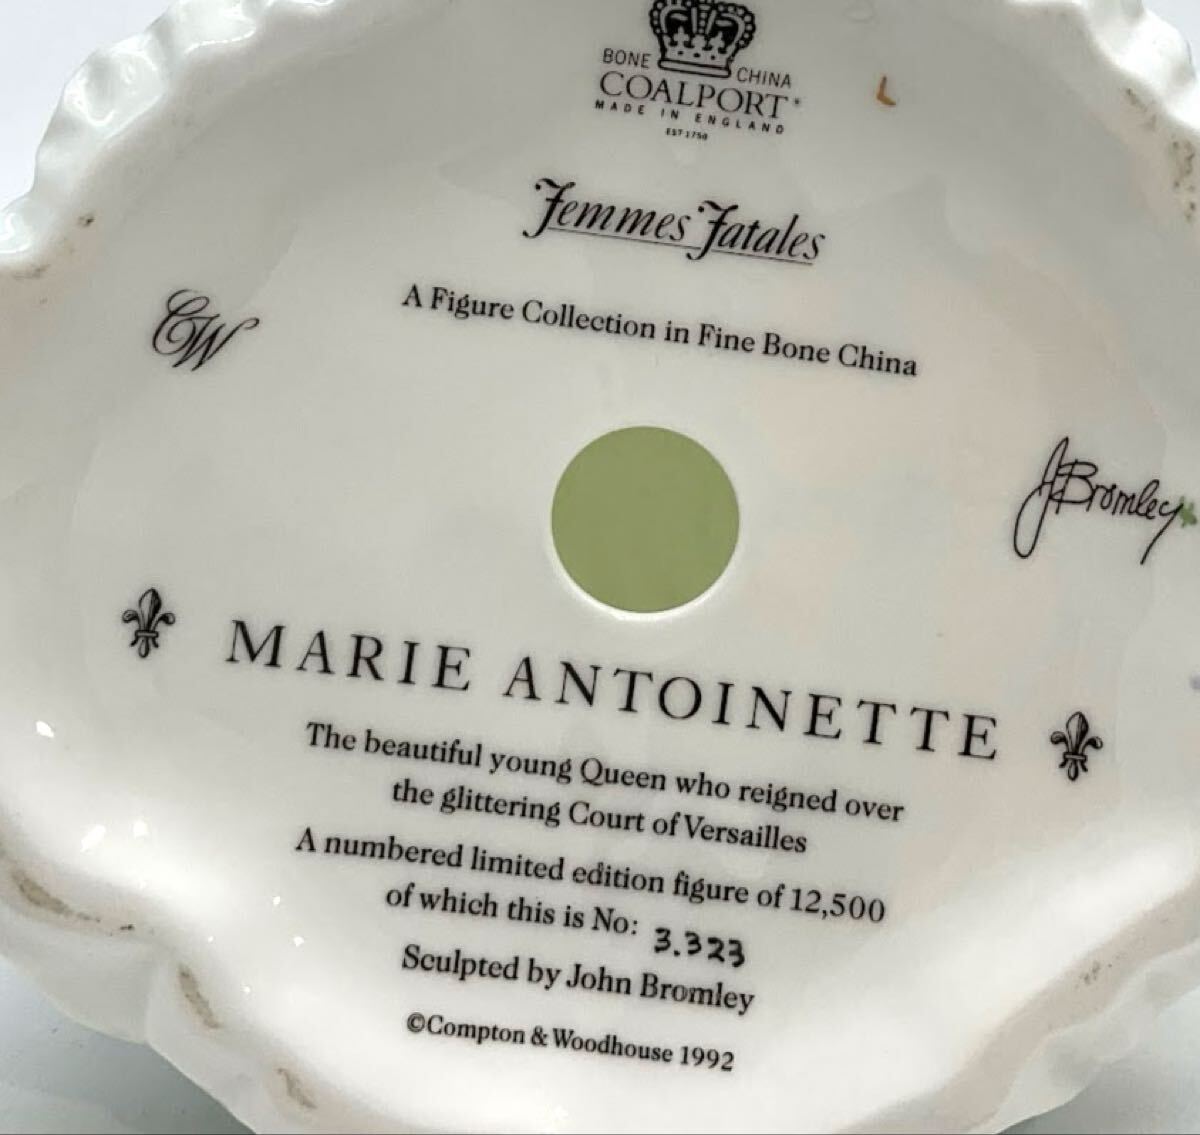 BONE CHINA
COALPORT®
MADE IN ENGLAND
EST 1750
Femmes Fatales
A Figure Collection in Fine Bone China
CW
J Bromley
MARIE ANTOINETTE
The beautiful young Queen who reigned over
the glittering Court of Versailles
A numbered limited edition figure of 12,500
of which this is No: 3.323
Sculpted by John Bromley
©Compton & Woodhouse 1992